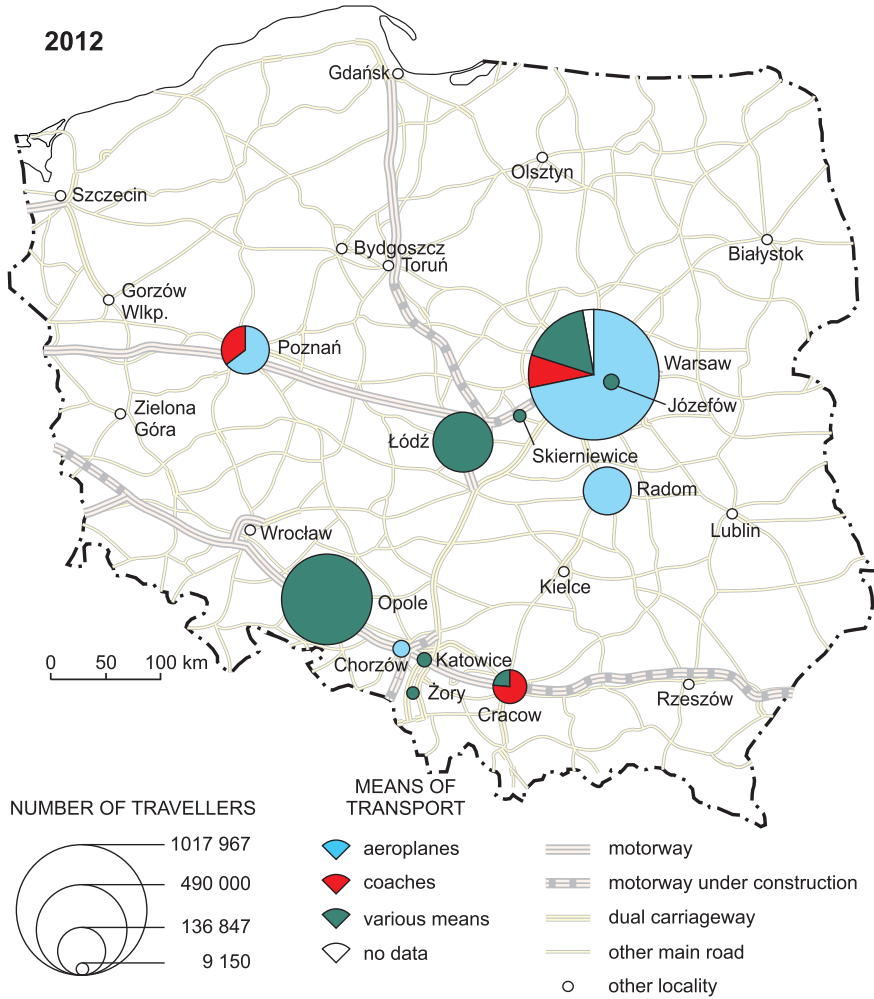 2012
Gdańsk
Olsztyn
Szczecin
Bydgoszcz
Toruń
Białystok
Gorzów
Wlkp.
Poznań
Warsaw
Józefów
Zielona
Góra
Łódź
Skierniewice
Radom
Lublin
Wrocław
Kielce
Opole
Chorzów
Katowice
0 50 100 km
Żory
Cracow
Rzeszów
NUMBER OF TRAVELLERS
1017 967
490 000
136 847
9 150
MEANS OF
TRANSPORT
aeroplanes
coaches
various means
no data
motorway
motorway under construction
dual carriageway
other main road
other locality